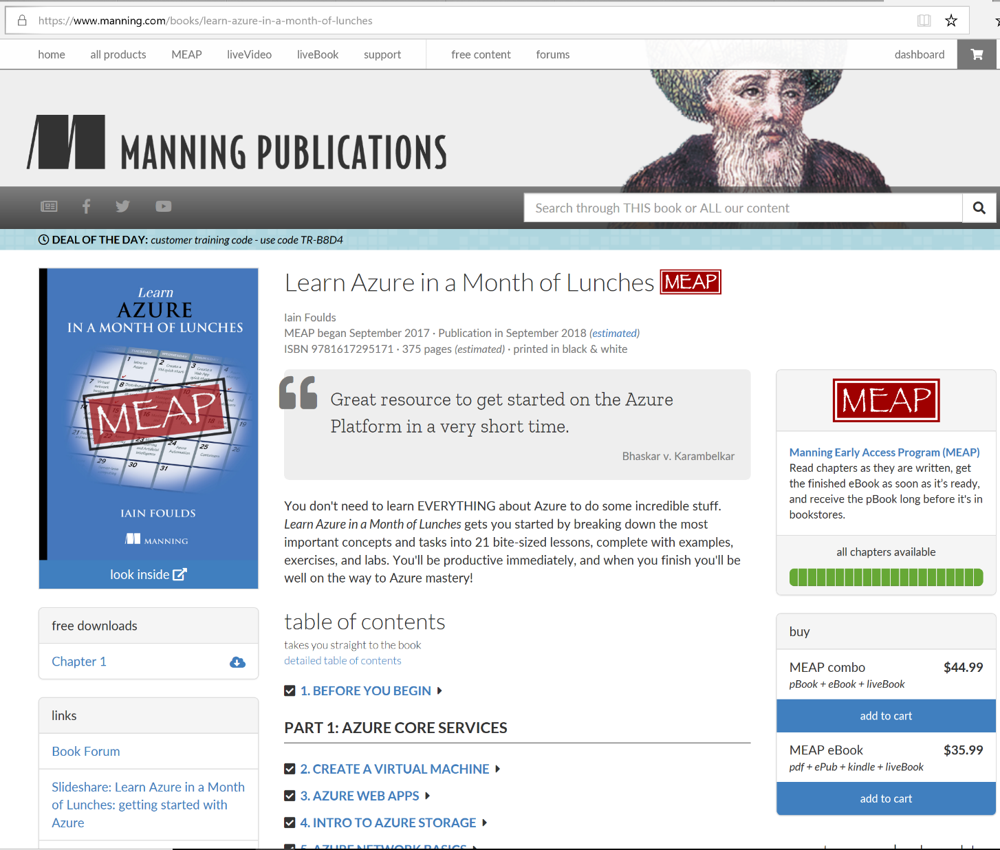 https://www.manning.com/books/learn-azure-in-a-month-of-lunches
home all products MEAP liveVideo liveBook support free content forums dashboard
MANNING PUBLICATIONS
Search through THIS book or ALL our content
DEAL OF THE DAY: customer training code - use code TR-B8D4
Learn
AZURE
IN A MONTH OF LUNCHES
MEAP
IAIN FOULDS
MANNING
look inside
free downloads
Chapter 1
links
Book Forum
Slideshare: Learn Azure in a Month
of Lunches: getting started with
Azure
Learn Azure in a Month of Lunches MEAP
Iain Foulds
MEAP began September 2017 · Publication in September 2018 (estimated)
ISBN 9781617295171 · 375 pages (estimated) · printed in black & white
Great resource to get started on the Azure
Platform in a very short time.
Bhaskar v. Karambelkar
You don't need to learn EVERYTHING about Azure to do some incredible stuff.
Learn Azure in a Month of Lunches gets you started by breaking down the most
important concepts and tasks into 21 bite-sized lessons, complete with examples,
exercises, and labs. You'll be productive immediately, and when you finish you'll be
well on the way to Azure mastery!
table of contents
takes you straight to the book
detailed table of contents
1. BEFORE YOU BEGIN
PART 1: AZURE CORE SERVICES
2. CREATE A VIRTUAL MACHINE
3. AZURE WEB APPS
4. INTRO TO AZURE STORAGE
5. AZURE NETWORK BASICS
MEAP
Manning Early Access Program (MEAP)
Read chapters as they are written, get
the finished eBook as soon as it's ready,
and receive the pBook long before it's in
bookstores.
all chapters available
buy
MEAP combo $44.99
pBook + eBook + liveBook
add to cart
MEAP eBook $35.99
pdf + ePub + kindle + liveBook
add to cart